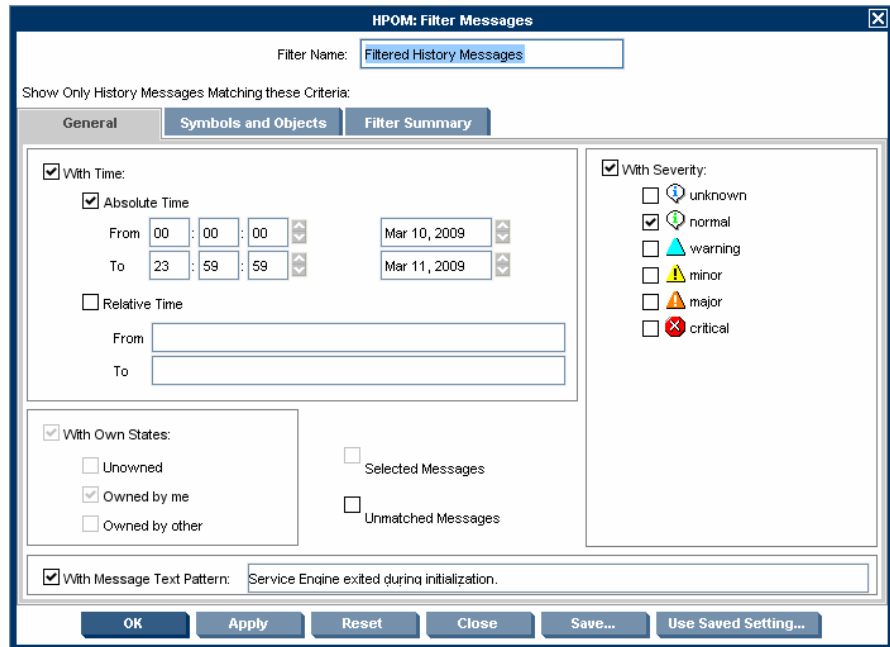 HPOM: Filter Messages
Filter Name: Filtered History Messages
Show Only History Messages Matching these Criteria:
General Symbols and Objects Filter Summary
With Time:
Absolute Time
From 00 : 00 : 00 Mar 10, 2009
To 23 : 59 : 59 Mar 11, 2009
Relative Time
From
To
With Severity:
unknown
normal
warning
minor
major
critical
With Own States:
Unowned
Owned by me
Owned by other
Selected Messages
Unmatched Messages
With Message Text Pattern: Service Engine exited during initialization.
OK Apply Reset Close Save... Use Saved Setting...